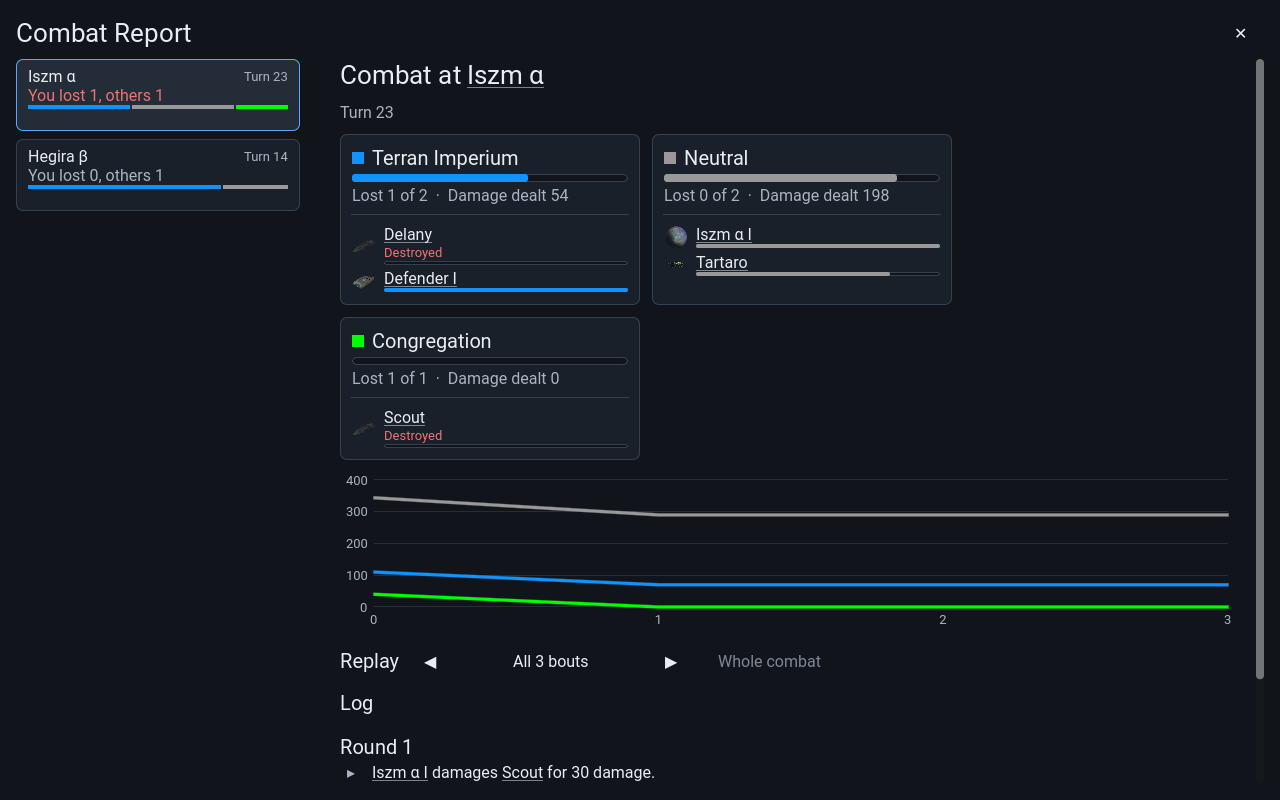 Combat Report
×
Iszm α Turn 23
You lost 1, others 1
Hegira β Turn 14
You lost 0, others 1
Combat at Iszm α
Turn 23
Terran Imperium
Lost 1 of 2 · Damage dealt 54
Delany
Destroyed
Defender I
Neutral
Lost 0 of 2 · Damage dealt 198
Iszm α I
Tartaro
Congregation
Lost 1 of 1 · Damage dealt 0
Scout
Destroyed
400
300
200
100
0
0 1 2 3
Replay ◀ All 3 bouts ▶ Whole combat
Log
Round 1
▶ Iszm α I damages Scout for 30 damage.